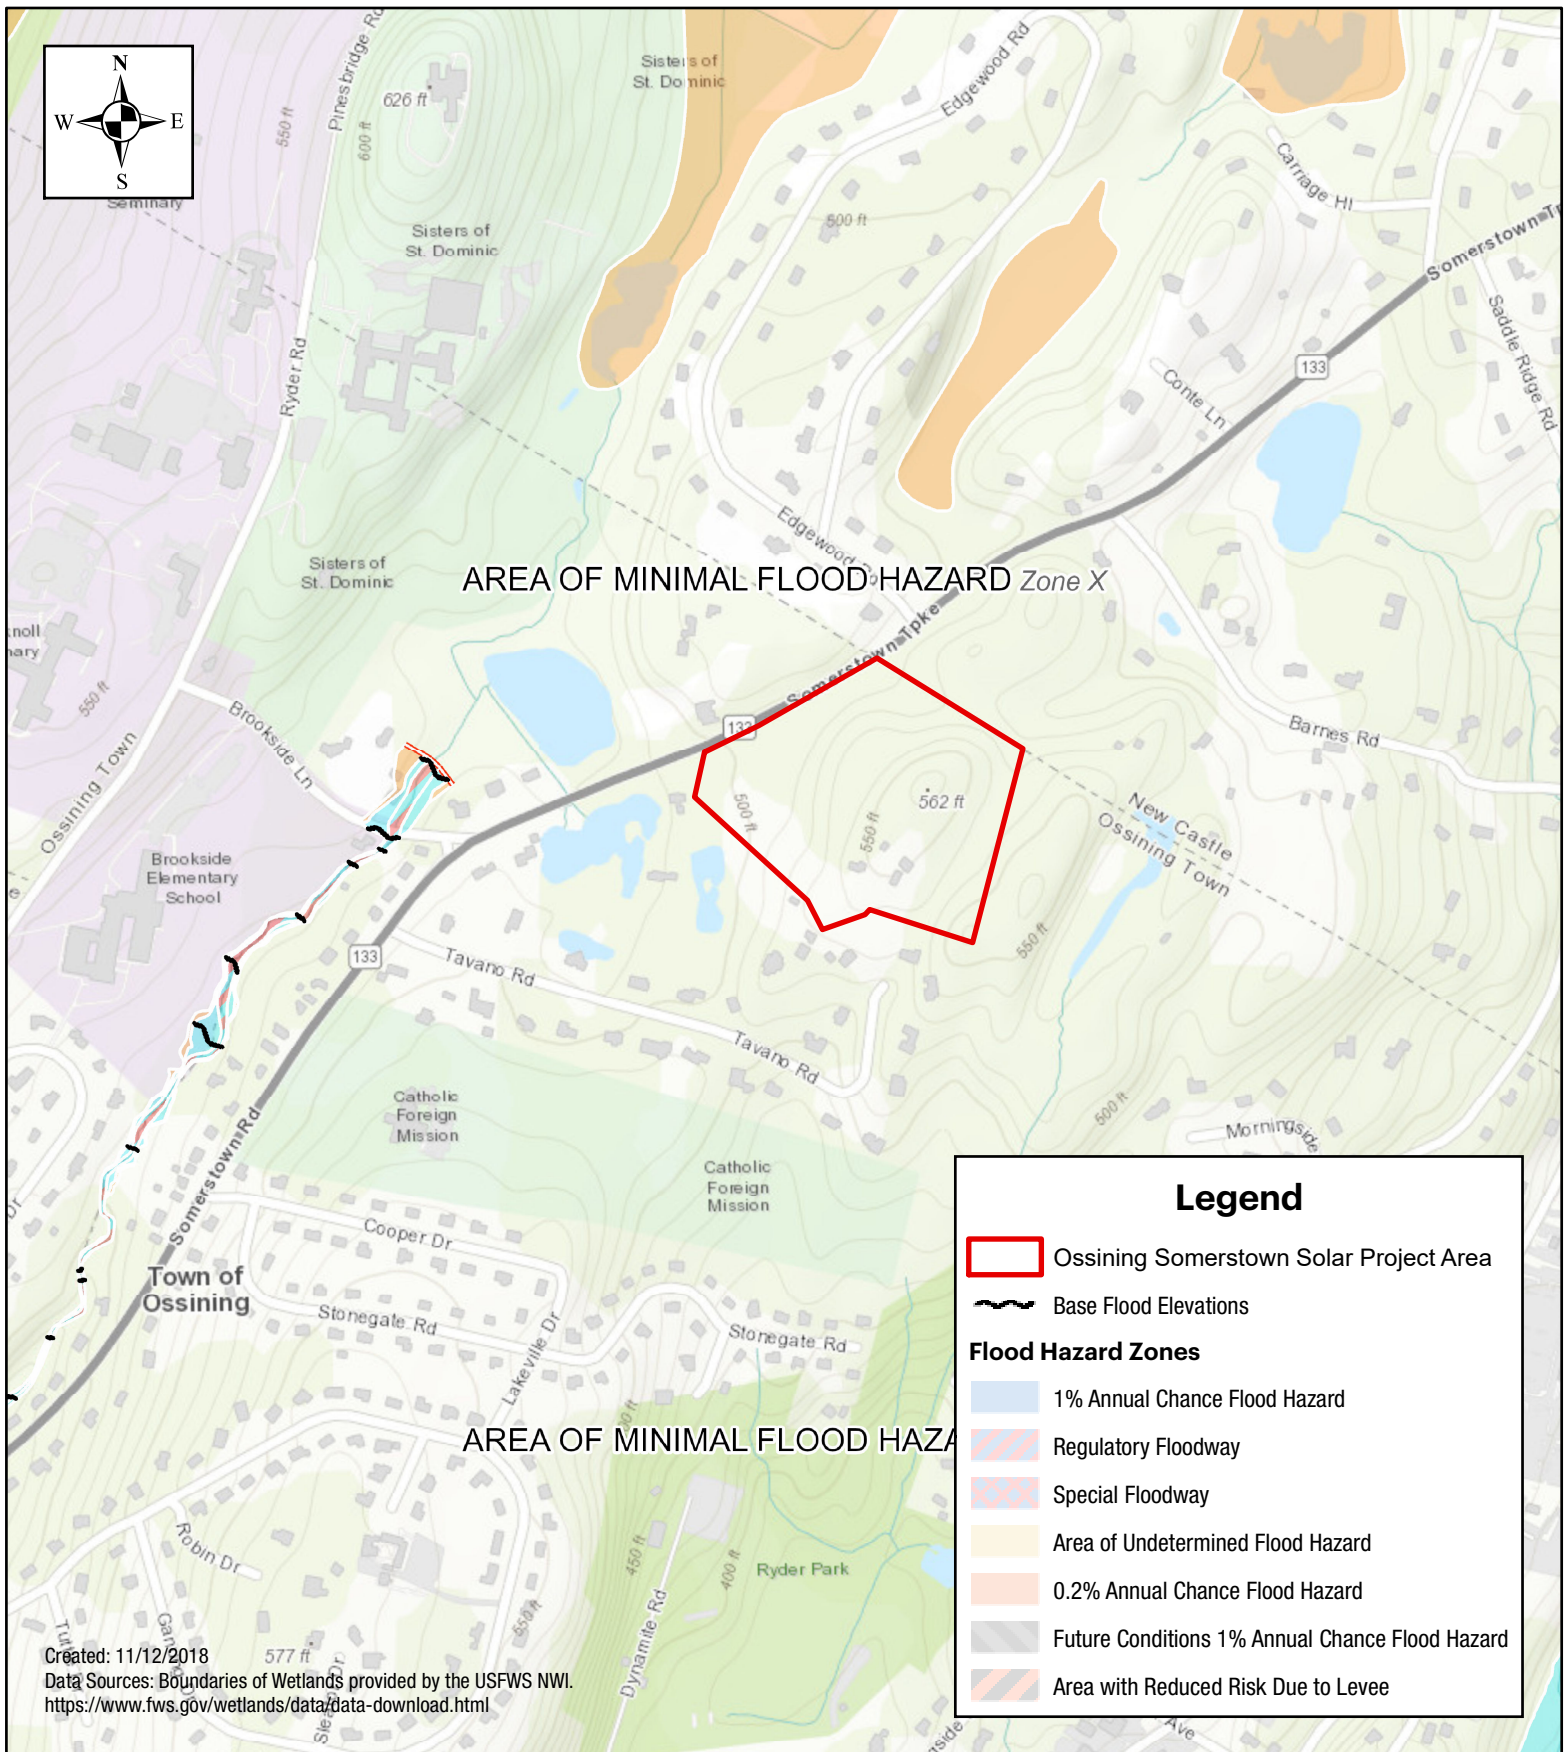 N
W E
S
Seminary
Pinesbridge Rd
626 ft
550 ft
600 ft
Sisters of
St. Dominic
Edgewood Rd
Carriage Hl
Somerstown
Saddle Ridge Rd
500 ft
Sisters of
St. Dominic
Ryder Rd
133
Conte Ln
Edgewood
Sisters of
St. Dominic
AREA OF MINIMAL FLOOD HAZARD Zone X
Somerstown Tpke
550 ft
Brookside Ln
133
Barnes Rd
Ossining Town
562 ft
500 ft
550 ft
New Castle
Ossining Town
Brookside
Elementary
School
133
Tavano Rd
550 ft
Tavano Rd
Catholic
Foreign
Mission
500 ft
Morningside
Somerstown Rd
Catholic
Foreign
Mission
Cooper Dr
Dr
Town of
Ossining
Stonegate Rd
Lakeville Dr
Stonegate Rd
AREA OF MINIMAL FLOOD HAZA
Robin Dr
450 ft
400 ft
Ryder Park
Dynamite Rd
550 ft
577 ft
Ave
Legend
Ossining Somerstown Solar Project Area
Base Flood Elevations
Flood Hazard Zones
1% Annual Chance Flood Hazard
Regulatory Floodway
Special Floodway
Area of Undetermined Flood Hazard
0.2% Annual Chance Flood Hazard
Future Conditions 1% Annual Chance Flood Hazard
Area with Reduced Risk Due to Levee
Created: 11/12/2018
Data Sources: Boundaries of Wetlands provided by the USFWS NWI.
https://www.fws.gov/wetlands/data/data-download.html